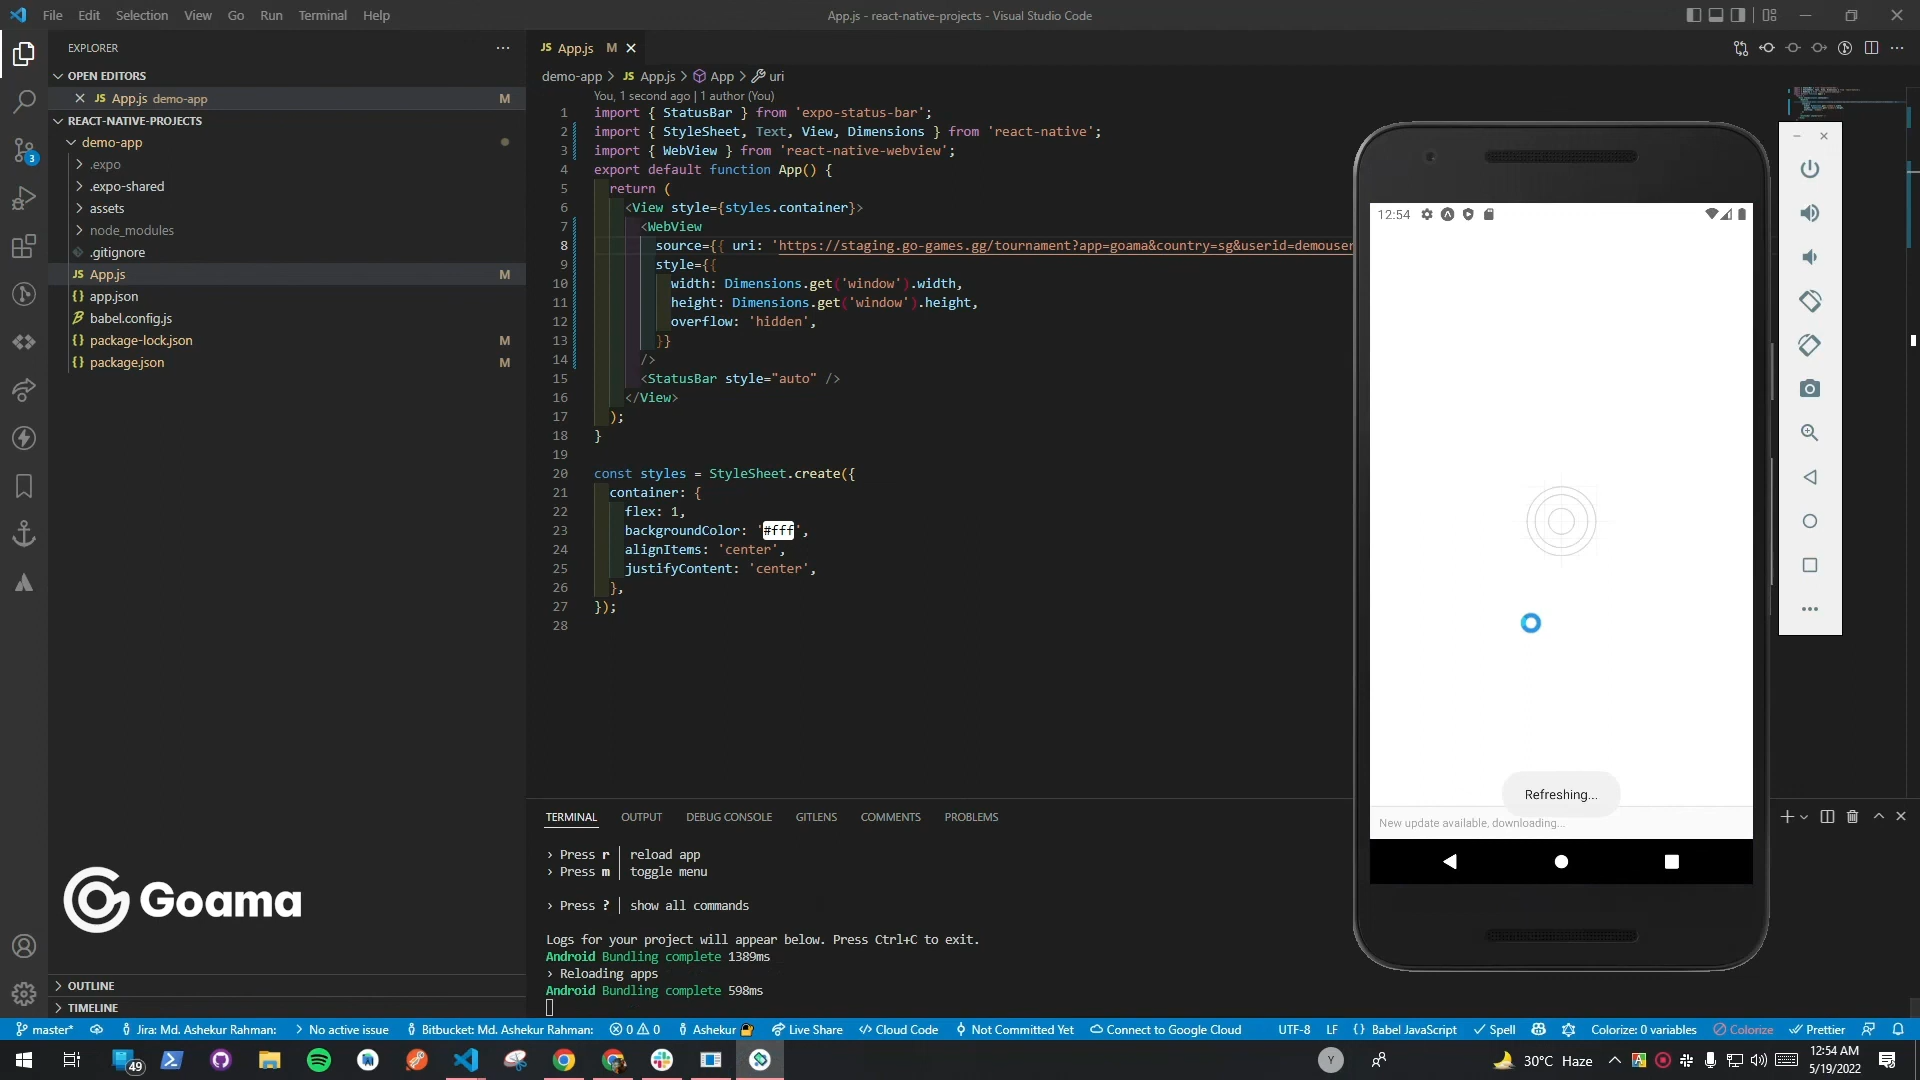 File Edit Selection View Go Run Terminal Help
App.js - react-native-projects - Visual Studio Code
EXPLORER
OPEN EDITORS
JS App.js demo-app M
REACT-NATIVE-PROJECTS
demo-app
.expo
.expo-shared
assets
node_modules
.gitignore
JS App.js M
{} app.json
babel.config.js
{} package-lock.json M
{} package.json M
3
Goama
OUTLINE
TIMELINE
JS App.js M
demo-app > JS App.js > App > uri
You, 1 second ago | 1 author (You)
1 import { StatusBar } from 'expo-status-bar';
2 import { StyleSheet, Text, View, Dimensions } from 'react-native';
3 import { WebView } from 'react-native-webview';
4 export default function App() {
5 return (
6 <View style={styles.container}>
7 <WebView
8 source={{ uri: 'https://staging.go-games.gg/tournament?app=goama&country=sg&userid=demouser
9 style={{
10 width: Dimensions.get('window').width,
11 height: Dimensions.get('window').height,
12 overflow: 'hidden',
13 }}
14 />
15 <StatusBar style="auto" />
16 </View>
17 );
18 }
19
20 const styles = StyleSheet.create({
21 container: {
22 flex: 1,
23 backgroundColor: '#fff',
24 alignItems: 'center',
25 justifyContent: 'center',
26 },
27 });
28
12:54
Refreshing...
New update available, downloading...
TERMINAL OUTPUT DEBUG CONSOLE GITLENS COMMENTS PROBLEMS
› Press r │ reload app
› Press m │ toggle menu
› Press ? │ show all commands
Logs for your project will appear below. Press Ctrl+C to exit.
Android Bundling complete 1389ms
› Reloading apps
Android Bundling complete 598ms
master* Jira: Md. Ashekur Rahman: No active issue Bitbucket: Md. Ashekur Rahman: 0 0 Ashekur Live Share Cloud Code Not Committed Yet Connect to Google Cloud UTF-8 LF {} Babel JavaScript Spell Colorize: 0 variables Colorize Prettier
49 Y 30°C Haze 12:54 AM
5/19/2022